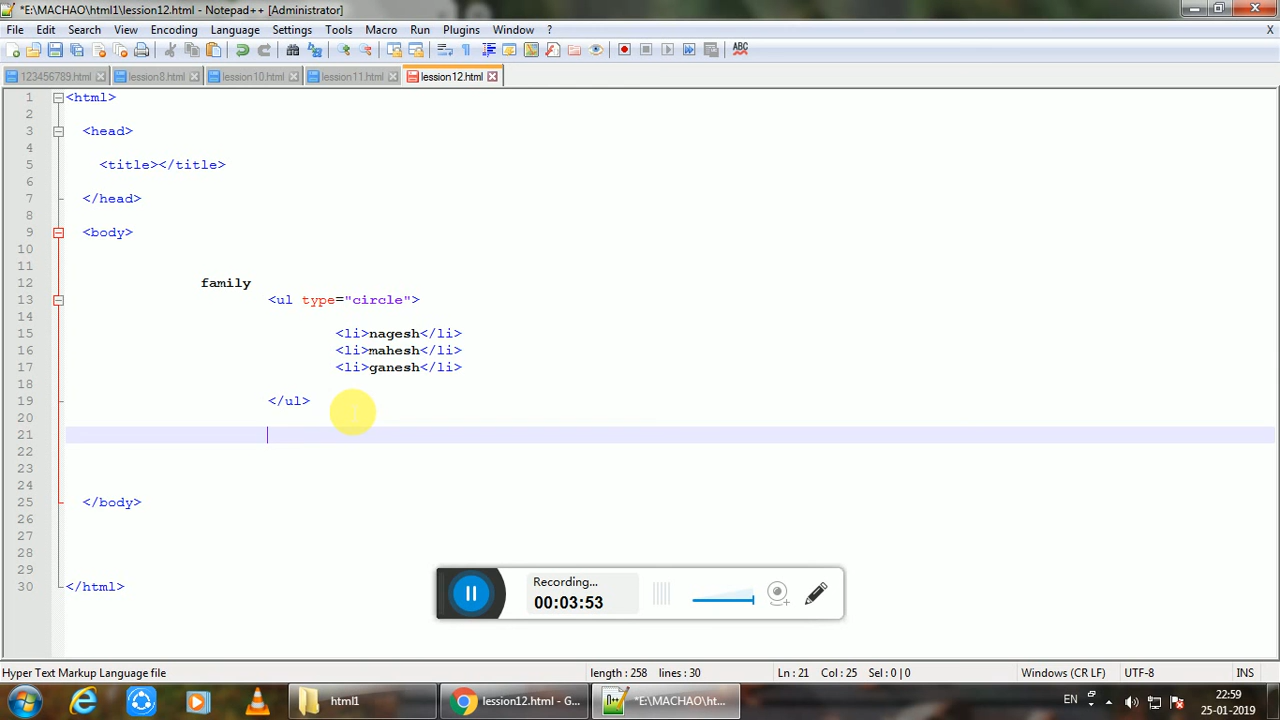 *E:\MACHAO\html1\lession12.html - Notepad++ [Administrator]
File Edit Search View Encoding Language Settings Tools Macro Run Plugins Window ? X
123456789.html lession8.html lession10.html lession11.html lession12.html
1 <html>
2
3 <head>
4
5 <title></title>
6
7 </head>
8
9 <body>
10
11
12 family
13 <ul type="circle">
14
15 <li>nagesh</li>
16 <li>mahesh</li>
17 <li>ganesh</li>
18
19 </ul>
20
21
22
23
24
25 </body>
26
27
28
29
30 </html>
Recording...
00:03:53
Hyper Text Markup Language file length : 258 lines : 30 Ln : 21 Col : 25 Sel : 0 | 0 Windows (CR LF) UTF-8 INS
html1 lession12.html - G... *E:\MACHAO\ht... EN 22:59
25-01-2019